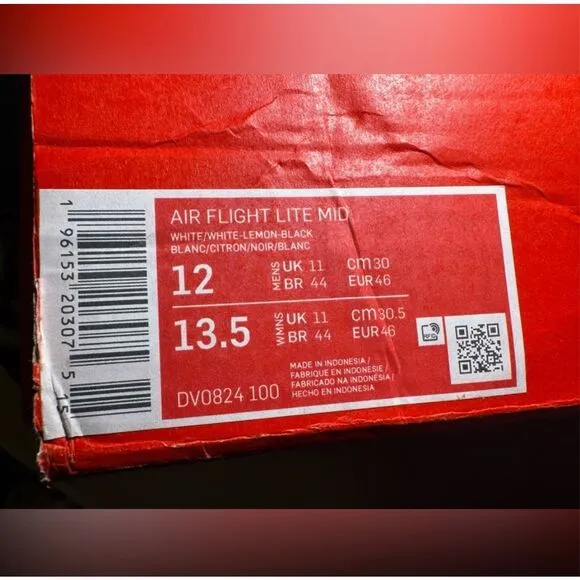 AIR FLIGHT LITE MID
WHITE/WHITE-LEMON-BLACK
BLANC/CITRON/NOIR/BLANC
12 MENS UK 11 CM 30
BR 44 EUR 46
13.5 WMNS UK 11 CM 30.5
BR 44 EUR 46
MADE IN INDONESIA /
FABRIQUE EN INDONESIE /
FABRICADO NA INDONÉSIA /
HECHO EN INDONESIA
DV0824 100
1 96153 20307 5